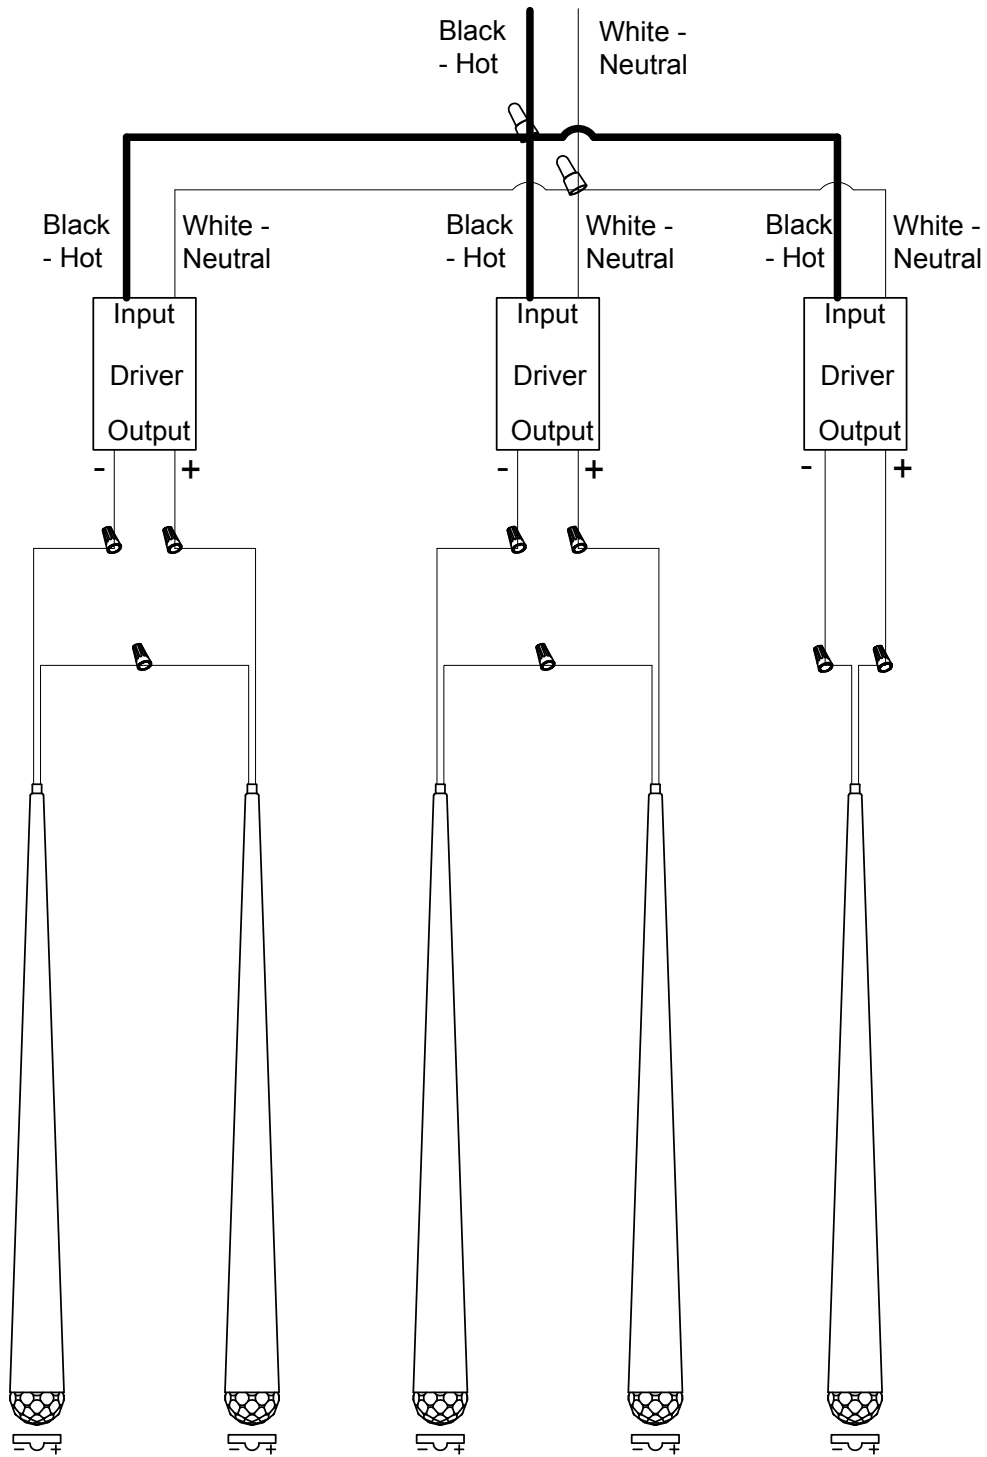 Black
- Hot
White -
Neutral
Black
- Hot
White -
Neutral
Black
- Hot
White -
Neutral
Black
- Hot
White -
Neutral
Input
Driver
Output
- +
Input
Driver
Output
- +
Input
Driver
Output
- +
- +
- +
- +
- +
- +